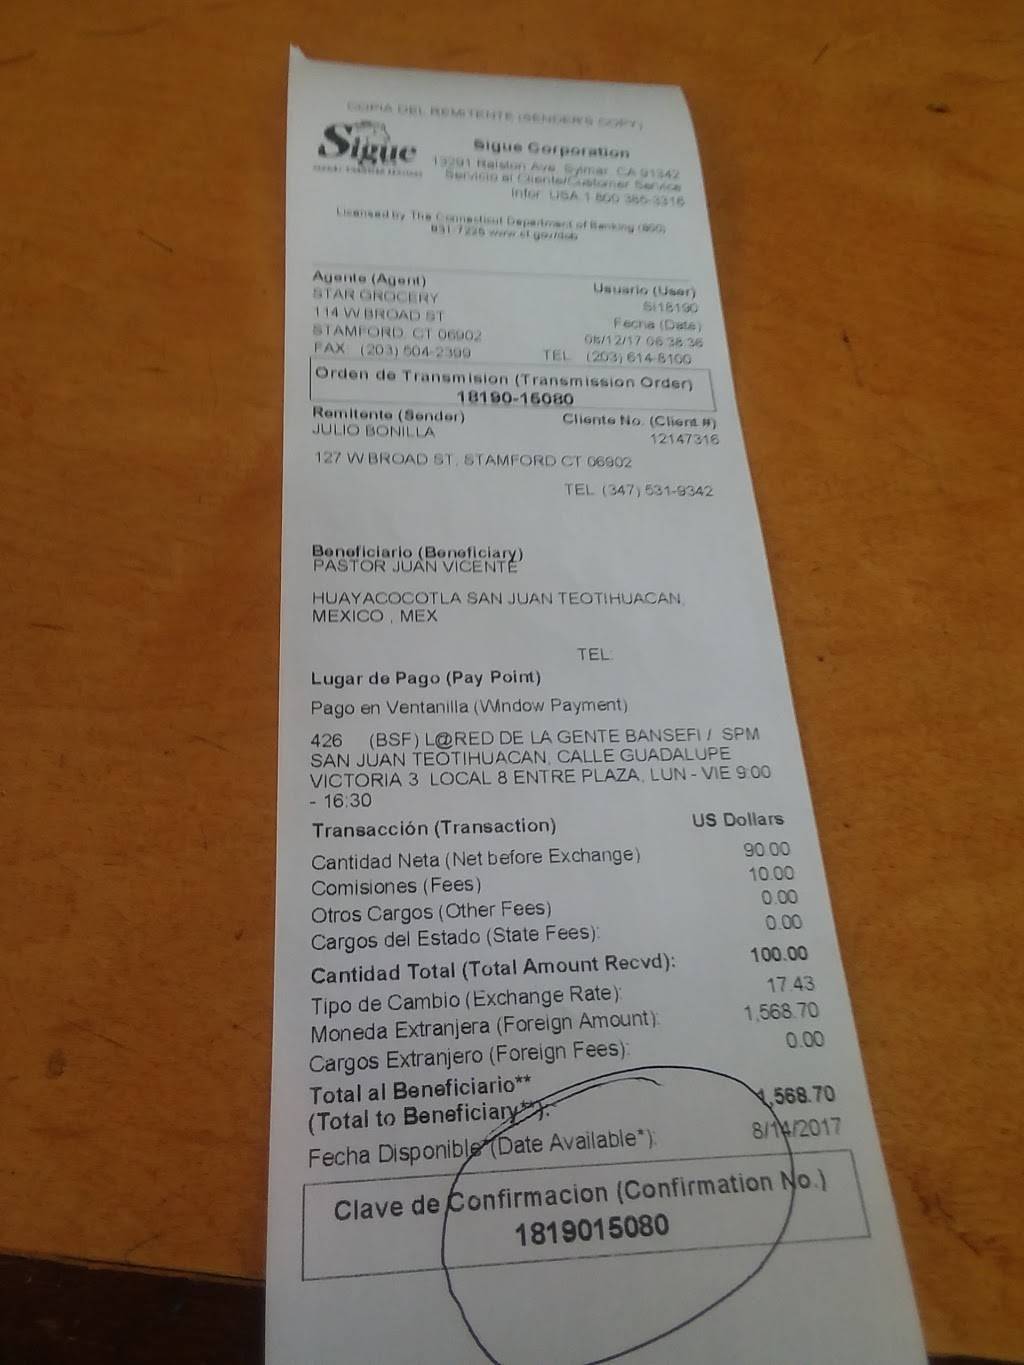 COPIA DEL REMITENTE (SENDER'S COPY)
Sigue
Sigue Corporation
13291 Ralston Ave. Sylmar, CA 91342
Servicio al Cliente/Customer Service
Infor: USA 1 800 385-3316
Licensed by The Connecticut Department of Banking (800)
831-7225 www.ct.gov/dob
Agente (Agent)
Usuario (User)
STAR GROCERY
SI18190
114 W BROAD ST
Fecha (Date)
STAMFORD CT 06902
08/12/17 06:38:36
FAX (203) 504-2399
TEL (203) 614-8100
Orden de Transmision (Transmission Order)
18190-15080
Remitente (Sender)
Cliente No. (Client #)
JULIO BONILLA
12147316
127 W BROAD ST, STAMFORD CT 06902
TEL (347) 531-9342
Beneficiario (Beneficiary)
PASTOR JUAN VICENTE
HUAYACOCOTLA SAN JUAN TEOTIHUACAN,
MEXICO , MEX
TEL:
Lugar de Pago (Pay Point)
Pago en Ventanilla (Window Payment)
426 (BSF) L@RED DE LA GENTE BANSEFI / SPM
SAN JUAN TEOTIHUACAN, CALLE GUADALUPE
VICTORIA 3 LOCAL 8 ENTRE PLAZA, LUN - VIE 9:00
- 16:30
Transacción (Transaction) US Dollars
Cantidad Neta (Net before Exchange) 90.00
Comisiones (Fees) 10.00
Otros Cargos (Other Fees) 0.00
Cargos del Estado (State Fees): 0.00
Cantidad Total (Total Amount Recvd): 100.00
Tipo de Cambio (Exchange Rate): 17.43
Moneda Extranjera (Foreign Amount): 1,568.70
Cargos Extranjero (Foreign Fees): 0.00
Total al Beneficiario**
(Total to Beneficiary**): 1,568.70
Fecha Disponible (Date Available*): 8/14/2017
Clave de Confirmacion (Confirmation No.)
1819015080